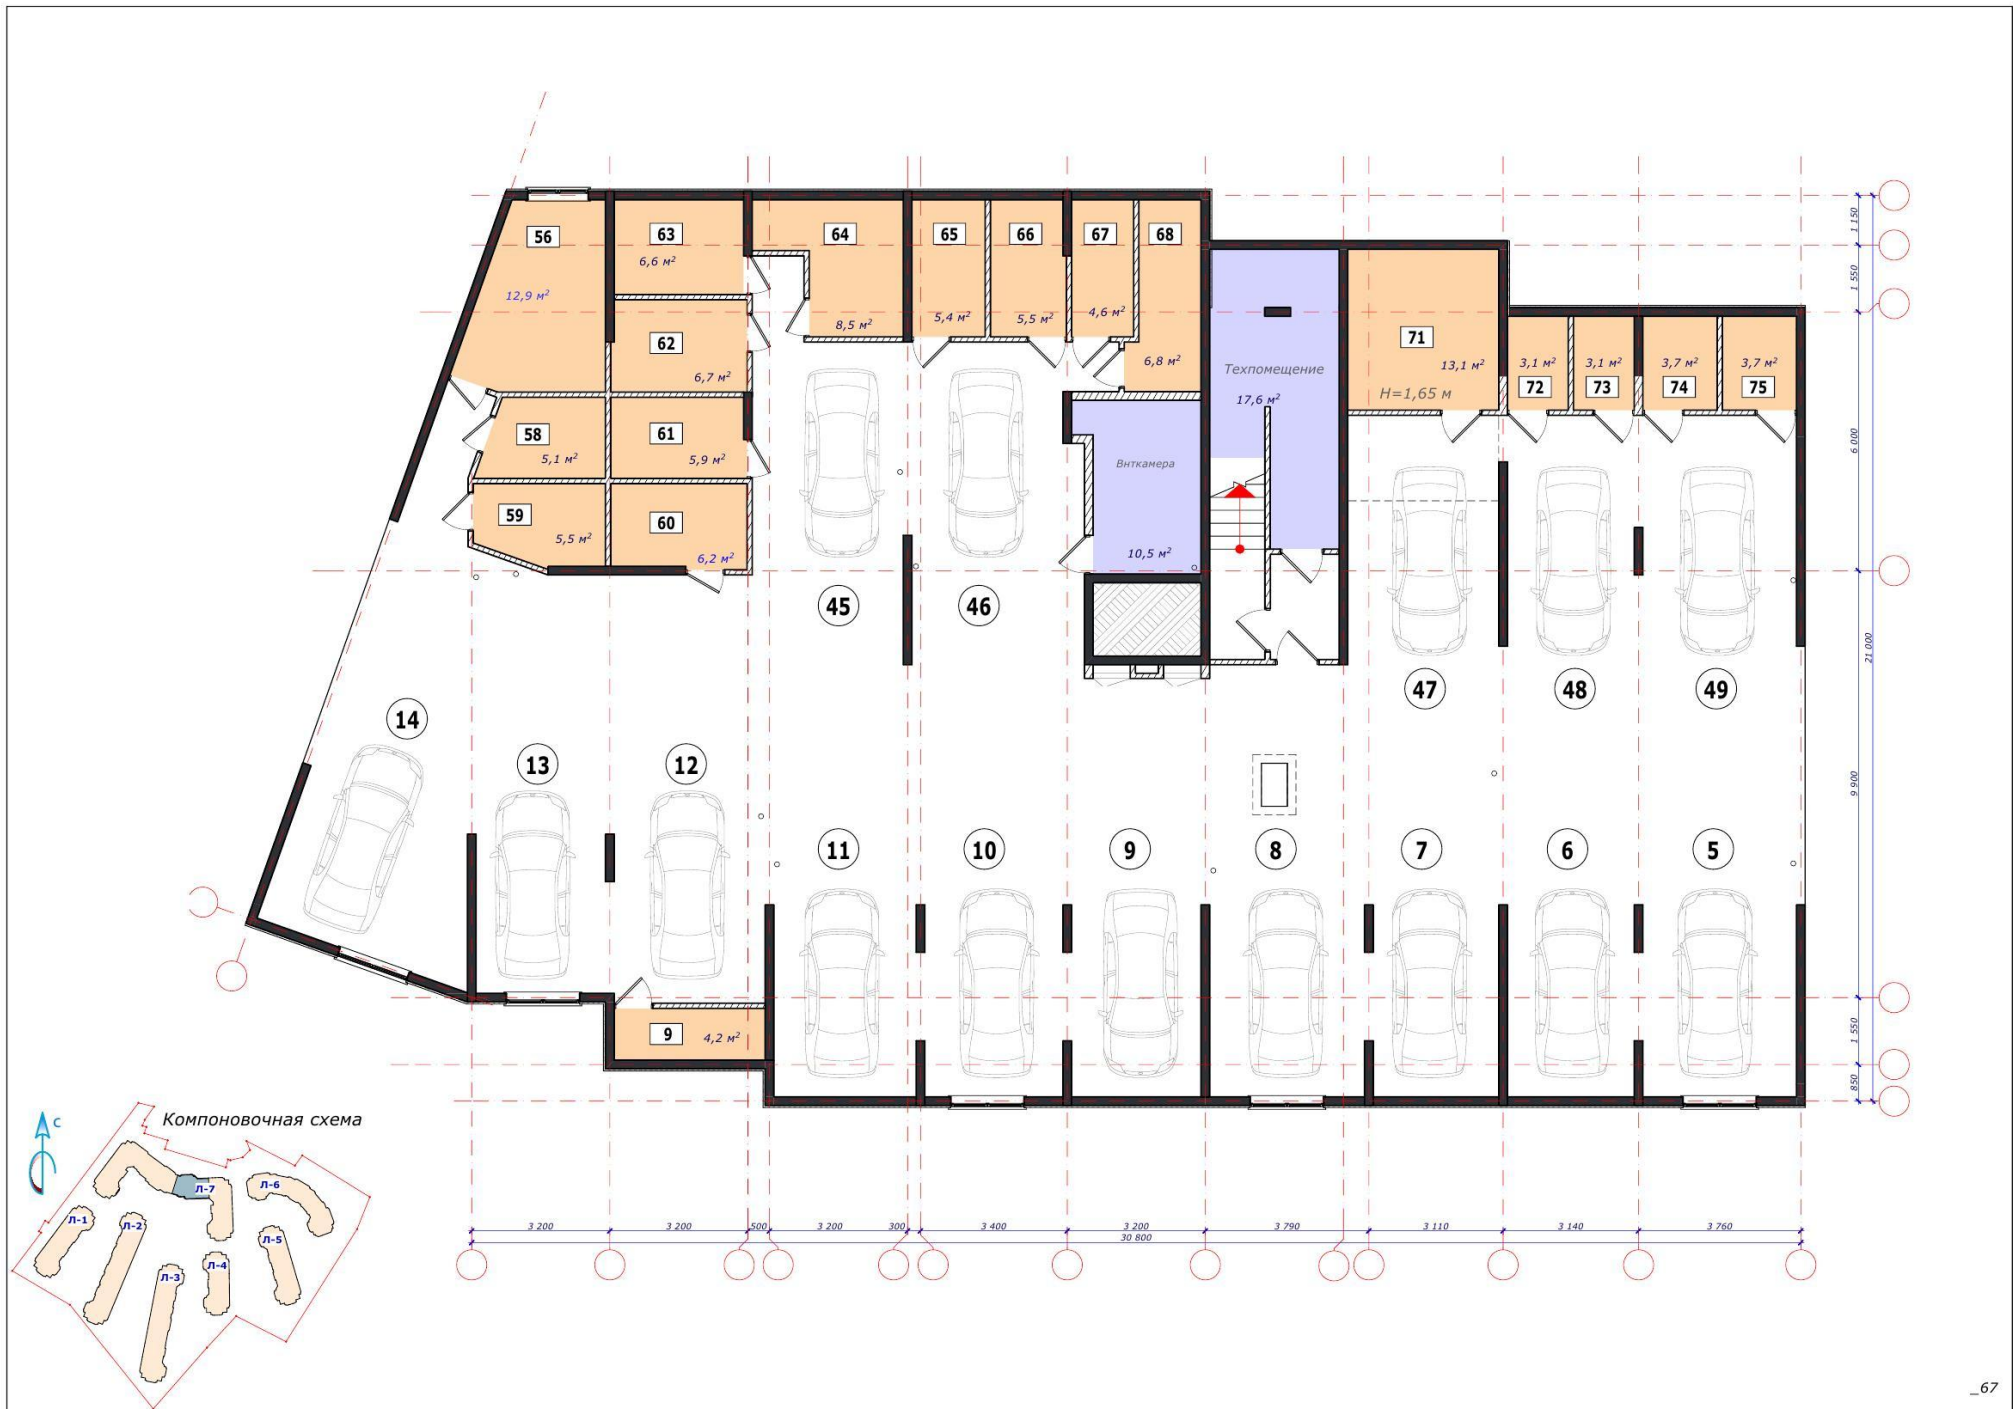 56
12,9 м²
63
6,6 м²
64
8,5 м²
65
5,4 м²
66
5,5 м²
67
4,6 м²
68
6,8 м²
62
6,7 м²
58
5,1 м²
61
5,9 м²
59
5,5 м²
60
6,2 м²
Техпомещение
17,6 м²
Внткамера
10,5 м²
71
13,1 м²
H=1,65 м
3,1 м²
72
3,1 м²
73
3,7 м²
74
3,7 м²
75
45
46
47
48
49
14
13
12
11
10
9
8
7
6
5
9
4,2 м²
1 150
1 550
6 000
21 000
9 900
1 550
850
3 200
3 200
500
3 200
300
3 400
3 200
3 790
3 110
3 140
3 760
30 800
С
Компоновочная схема
Л-7
Л-6
Л-1
Л-2
Л-5
Л-4
Л-3
_67